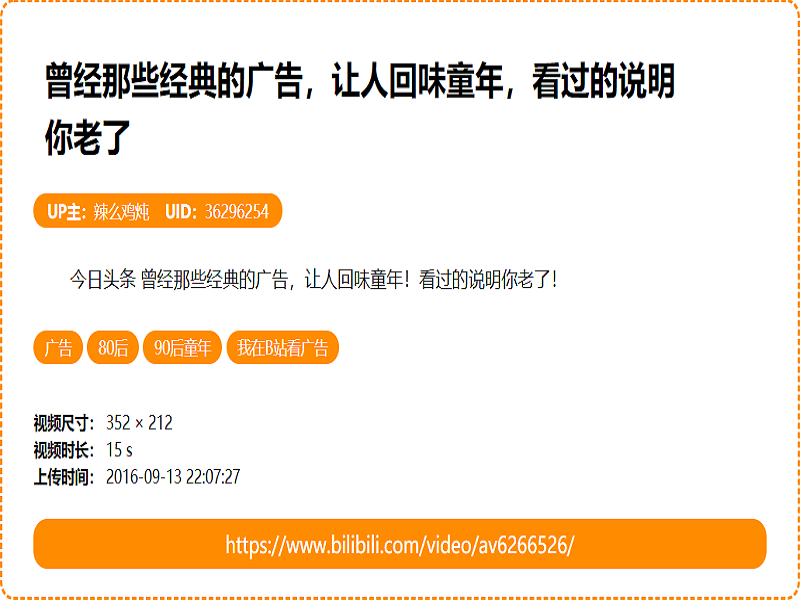 曾经那些经典的广告，让人回味童年，看过的说明
你老了
UP主：辣么鸡炖 UID：36296254
今日头条 曾经那些经典的广告，让人回味童年！看过的说明你老了！
广告 80后 90后童年 我在B站看广告
视频尺寸： 352 × 212
视频时长： 15 s
上传时间： 2016-09-13 22:07:27
https://www.bilibili.com/video/av6266526/